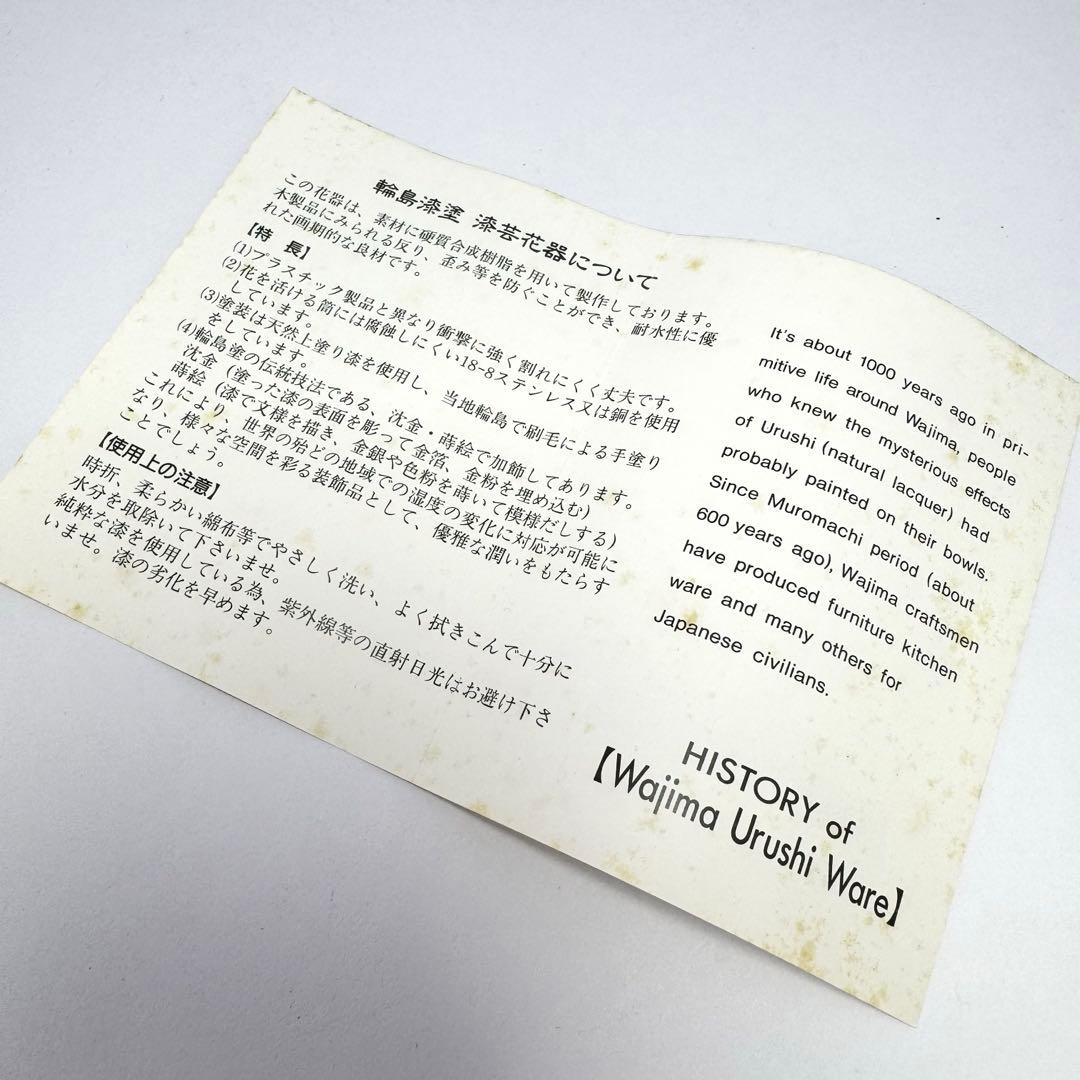 輪島漆塗 漆芸花器について
この花器は、素材に硬質合成樹脂を用いて製作しております。
木製品にみられる反り、歪み等を防ぐことができ、耐水性に優
れた画期的な良材です。
【特 長】
(1)プラスチック製品と異なり衝撃に強く割れにくく丈夫です。
(2)花を活ける筒には腐蝕しにくい18-8ステンレス又は銅を使用
しています。
(3)塗装は天然上塗り漆を使用し、当地輪島で刷毛による手塗り
をしています。
(4)輪島塗の伝統技法である、沈金・蒔絵で加飾してあります。
沈金 (塗った漆の表面を彫って金箔、金粉を埋め込む)
蒔絵 (漆で文様を描き、金銀や色粉を蒔いて模様だしする)
これにより、世界の殆どの地域での湿度の変化に対応が可能に
なり、様々な空間を彩る装飾品として、優雅な潤いをもたらす
ことでしょう。
【使用上の注意】
時折、柔らかい綿布等でやさしく洗い、よく拭きこんで十分に
水分を取除いて下さいませ。
純粋な漆を使用している為、紫外線等の直射日光はお避け下さ
いませ。漆の劣化を早めます。
It's about 1000 years ago in pri-
mitive life around Wajima, people
who knew the mysterious effects
of Urushi (natural lacquer) had
probably painted on their bowls.
Since Muromachi period (about
600 years ago), Wajima craftsmen
have produced furniture kitchen
ware and many others for
Japanese civilians.
HISTORY of
【Wajima Urushi Ware】